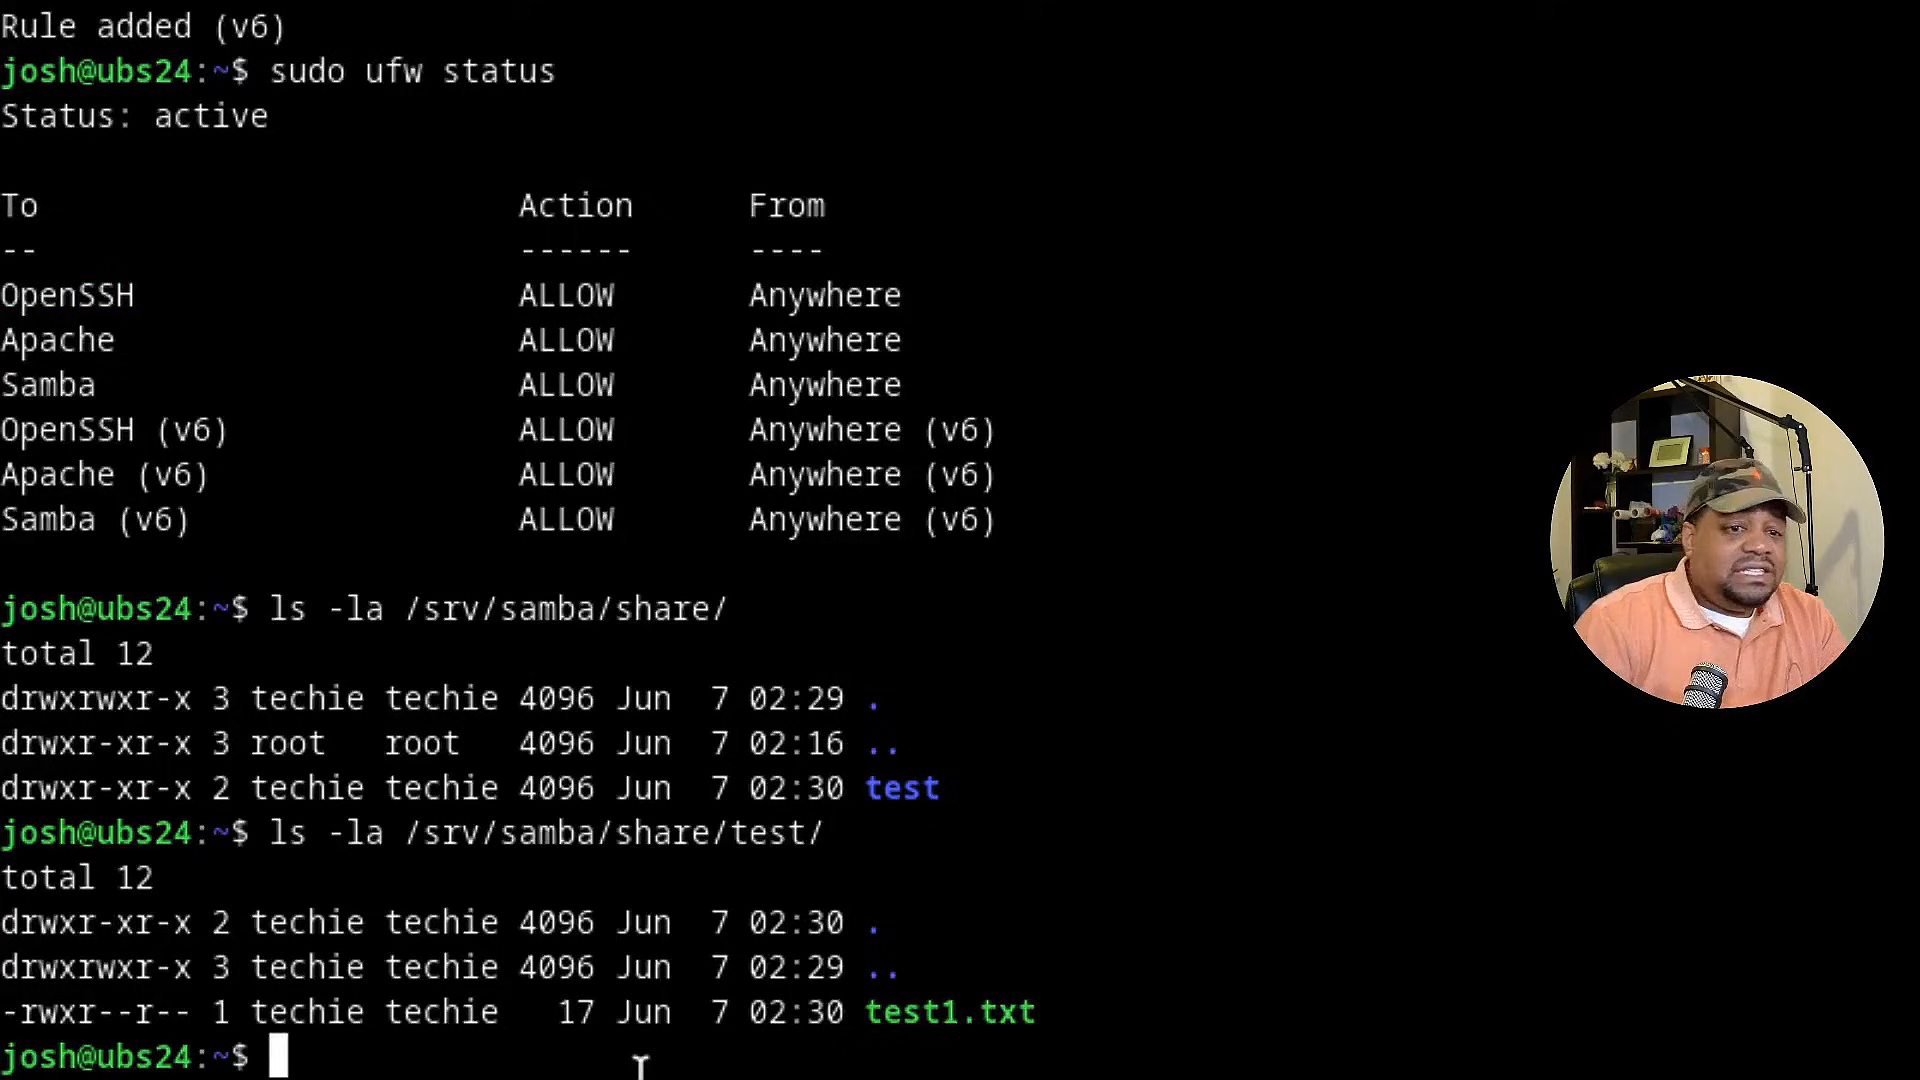 Rule added (v6)
josh@ubs24:~$ sudo ufw status
Status: active
To Action From
-- ------ ----
OpenSSH ALLOW Anywhere
Apache ALLOW Anywhere
Samba ALLOW Anywhere
OpenSSH (v6) ALLOW Anywhere (v6)
Apache (v6) ALLOW Anywhere (v6)
Samba (v6) ALLOW Anywhere (v6)
josh@ubs24:~$ ls -la /srv/samba/share/
total 12
drwxrwxr-x 3 techie techie 4096 Jun 7 02:29 .
drwxr-xr-x 3 root root 4096 Jun 7 02:16 ..
drwxr-xr-x 2 techie techie 4096 Jun 7 02:30 test
josh@ubs24:~$ ls -la /srv/samba/share/test/
total 12
drwxr-xr-x 2 techie techie 4096 Jun 7 02:30 .
drwxrwxr-x 3 techie techie 4096 Jun 7 02:29 ..
-rwxr--r-- 1 techie techie 17 Jun 7 02:30 test1.txt
josh@ubs24:~$